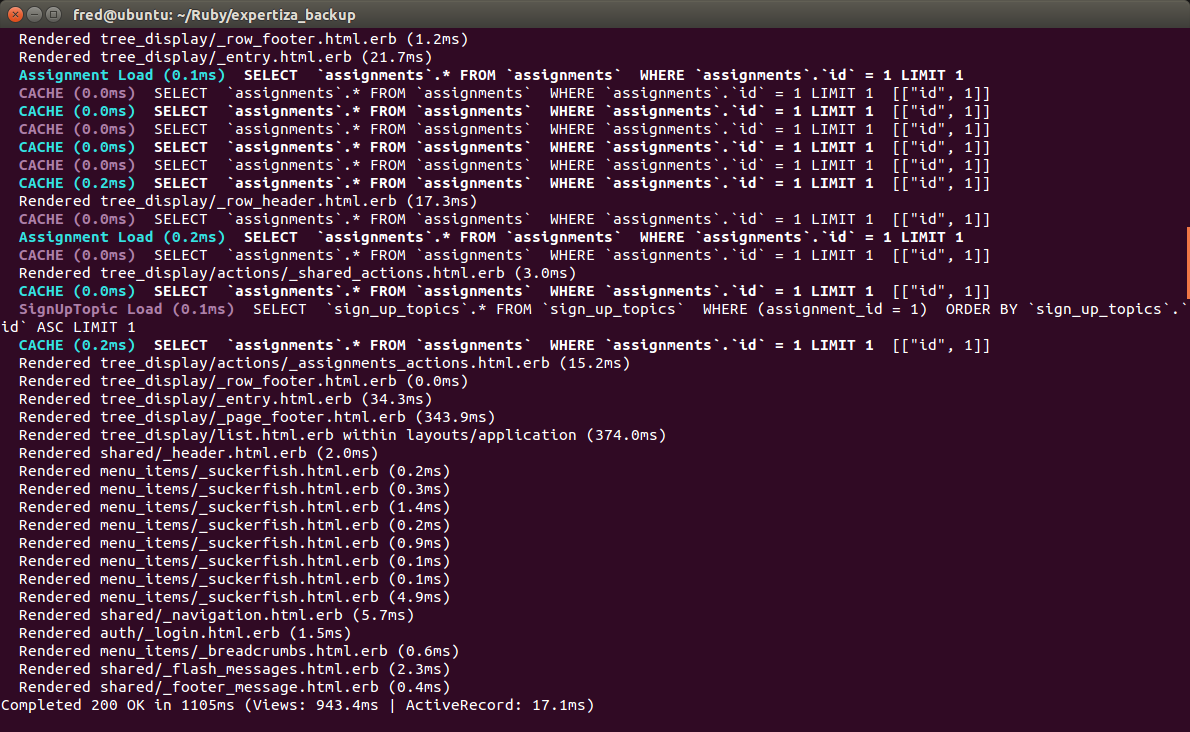 fred@ubuntu: ~/Ruby/expertiza_backup
Rendered tree_display/_row_footer.html.erb (1.2ms)
Rendered tree_display/_entry.html.erb (21.7ms)
Assignment Load (0.1ms)  SELECT  `assignments`.* FROM `assignments`  WHERE `assignments`.`id` = 1 LIMIT 1
CACHE (0.0ms)  SELECT  `assignments`.* FROM `assignments`  WHERE `assignments`.`id` = 1 LIMIT 1  [["id", 1]]
CACHE (0.0ms)  SELECT  `assignments`.* FROM `assignments`  WHERE `assignments`.`id` = 1 LIMIT 1  [["id", 1]]
CACHE (0.0ms)  SELECT  `assignments`.* FROM `assignments`  WHERE `assignments`.`id` = 1 LIMIT 1  [["id", 1]]
CACHE (0.0ms)  SELECT  `assignments`.* FROM `assignments`  WHERE `assignments`.`id` = 1 LIMIT 1  [["id", 1]]
CACHE (0.0ms)  SELECT  `assignments`.* FROM `assignments`  WHERE `assignments`.`id` = 1 LIMIT 1  [["id", 1]]
CACHE (0.2ms)  SELECT  `assignments`.* FROM `assignments`  WHERE `assignments`.`id` = 1 LIMIT 1  [["id", 1]]
Rendered tree_display/_row_header.html.erb (17.3ms)
CACHE (0.0ms)  SELECT  `assignments`.* FROM `assignments`  WHERE `assignments`.`id` = 1 LIMIT 1  [["id", 1]]
Assignment Load (0.2ms)  SELECT  `assignments`.* FROM `assignments`  WHERE `assignments`.`id` = 1 LIMIT 1
CACHE (0.0ms)  SELECT  `assignments`.* FROM `assignments`  WHERE `assignments`.`id` = 1 LIMIT 1  [["id", 1]]
Rendered tree_display/actions/_shared_actions.html.erb (3.0ms)
CACHE (0.0ms)  SELECT  `assignments`.* FROM `assignments`  WHERE `assignments`.`id` = 1 LIMIT 1  [["id", 1]]
SignUpTopic Load (0.1ms)  SELECT  `sign_up_topics`.* FROM `sign_up_topics`  WHERE (assignment_id = 1)  ORDER BY `sign_up_topics`.`
id` ASC LIMIT 1
CACHE (0.2ms)  SELECT  `assignments`.* FROM `assignments`  WHERE `assignments`.`id` = 1 LIMIT 1  [["id", 1]]
Rendered tree_display/actions/_assignments_actions.html.erb (15.2ms)
Rendered tree_display/_row_footer.html.erb (0.0ms)
Rendered tree_display/_entry.html.erb (34.3ms)
Rendered tree_display/_page_footer.html.erb (343.9ms)
Rendered tree_display/list.html.erb within layouts/application (374.0ms)
Rendered shared/_header.html.erb (2.0ms)
Rendered menu_items/_suckerfish.html.erb (0.2ms)
Rendered menu_items/_suckerfish.html.erb (0.3ms)
Rendered menu_items/_suckerfish.html.erb (1.4ms)
Rendered menu_items/_suckerfish.html.erb (0.2ms)
Rendered menu_items/_suckerfish.html.erb (0.9ms)
Rendered menu_items/_suckerfish.html.erb (0.1ms)
Rendered menu_items/_suckerfish.html.erb (0.1ms)
Rendered menu_items/_suckerfish.html.erb (4.9ms)
Rendered shared/_navigation.html.erb (5.7ms)
Rendered auth/_login.html.erb (1.5ms)
Rendered menu_items/_breadcrumbs.html.erb (0.6ms)
Rendered shared/_flash_messages.html.erb (2.3ms)
Rendered shared/_footer_message.html.erb (0.4ms)
Completed 200 OK in 1105ms (Views: 943.4ms | ActiveRecord: 17.1ms)